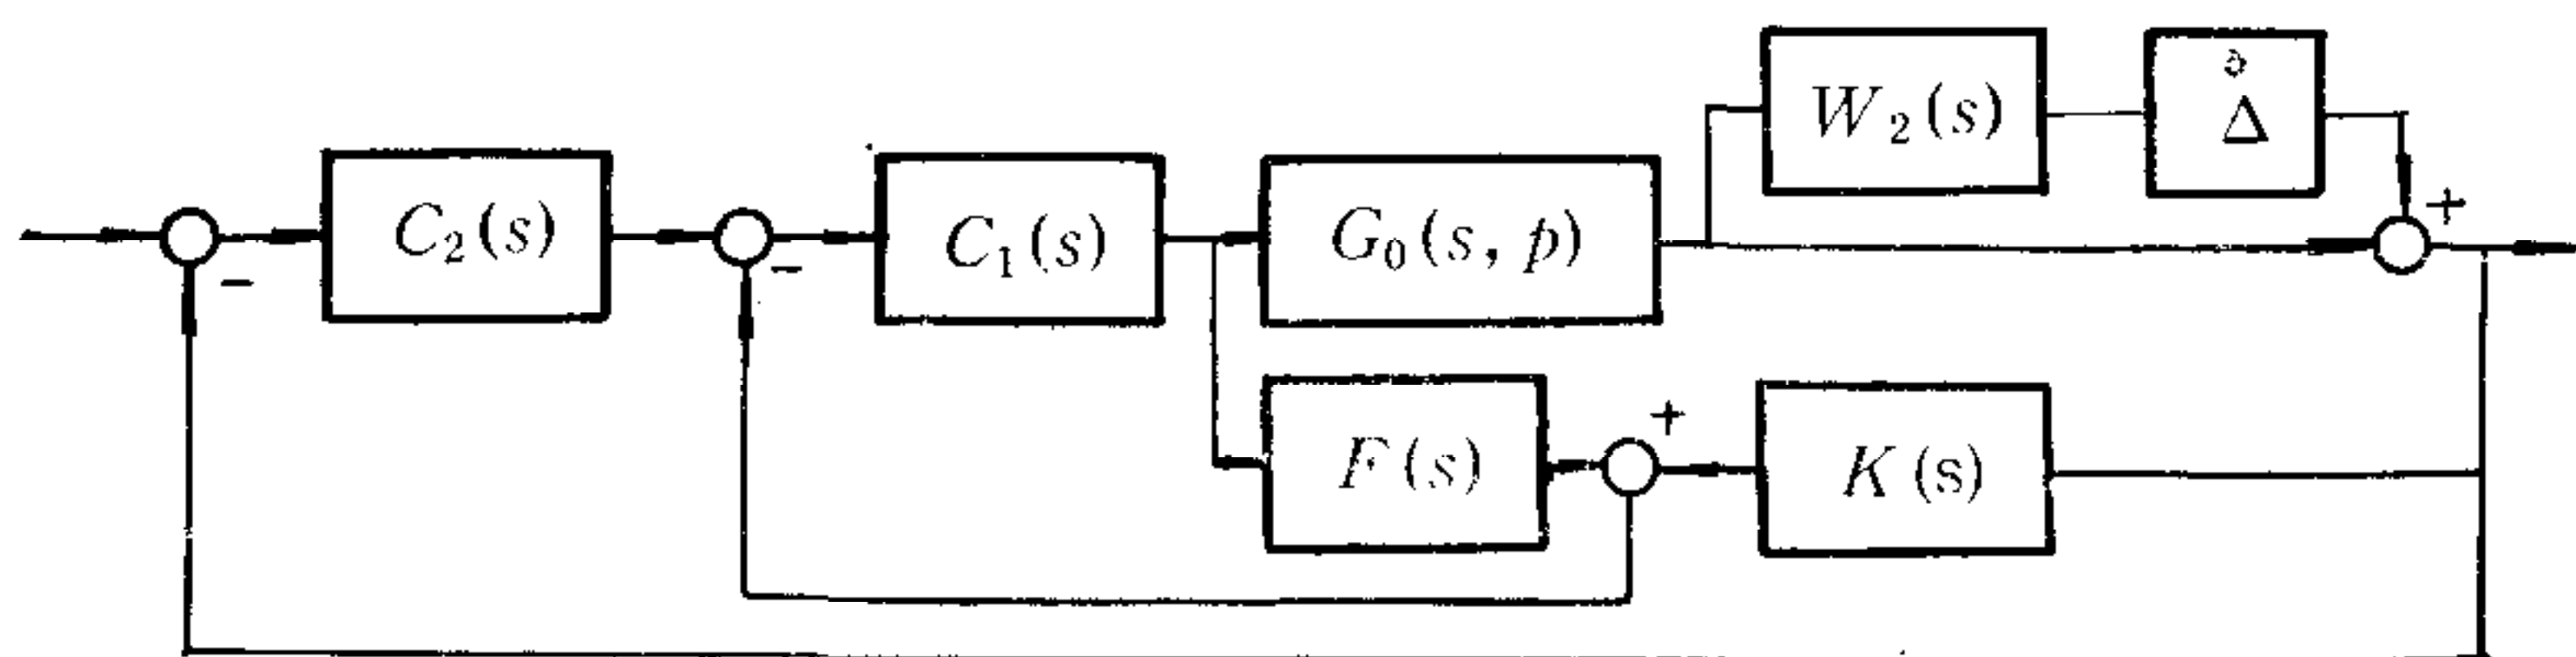 W₂(s)
Δ
C₂(s)
C₁(s)
G₀(s, p)
+
−
−
F(s)
+
K(s)